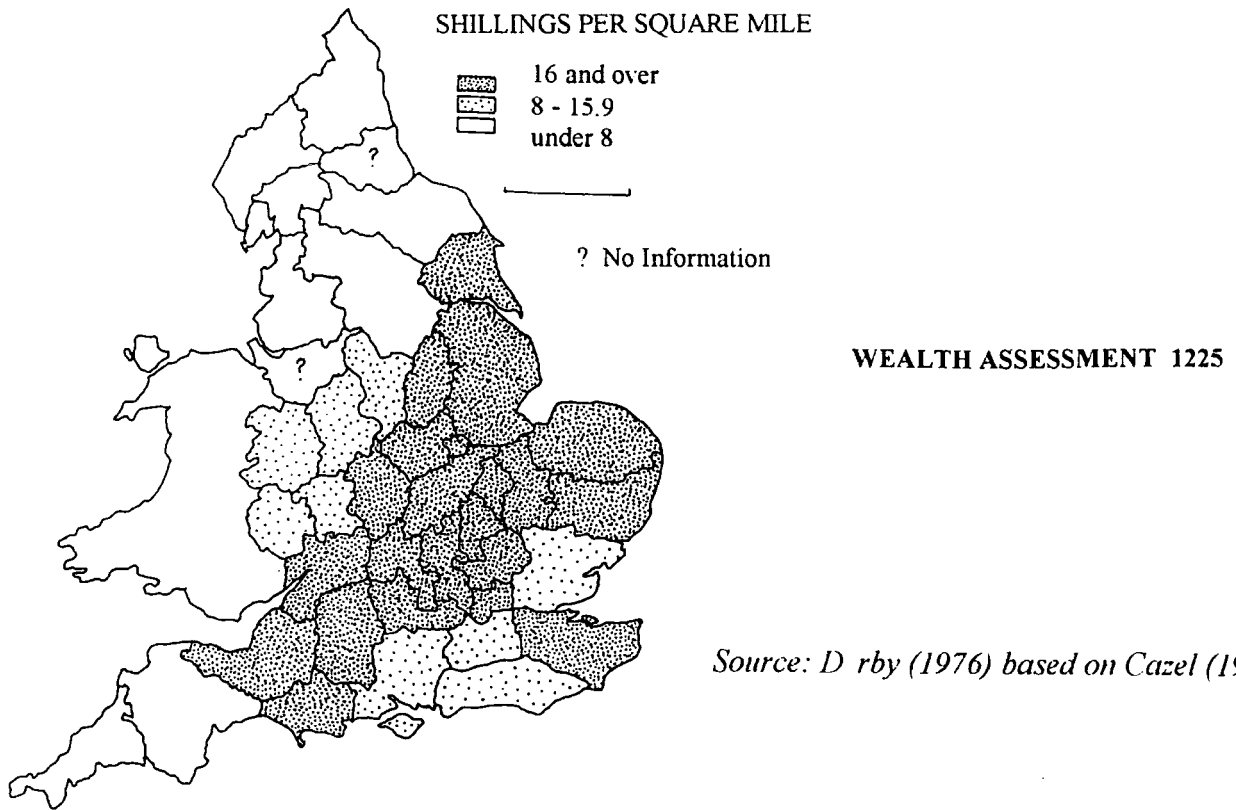 SHILLINGS PER SQUARE MILE
16 and over
8 - 15.9
under 8
?
? No Information
WEALTH ASSESSMENT 1225
?
Source: D rby (1976) based on Cazel (19